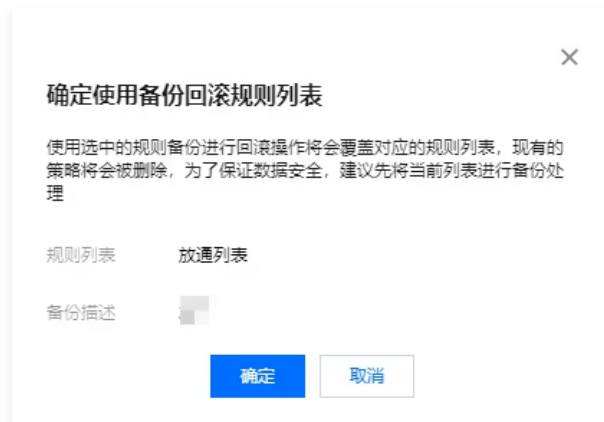 确定使用备份回滚规则列表
使用选中的规则备份进行回滚操作将会覆盖对应的规则列表，现有的
策略将会被删除，为了保证数据安全，建议先将当前列表进行备份处
理
规则列表 放通列表
备份描述
确定 取消